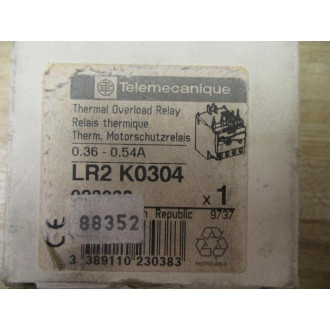 Telemecanique
Thermal Overload Relay
Relais thermique
Therm. Motorschutzrelais
0.36 - 0.54A
LR2 K0304
x 1
88352
Republic 9737
CE
3 389110 230383
RECYCLABLE